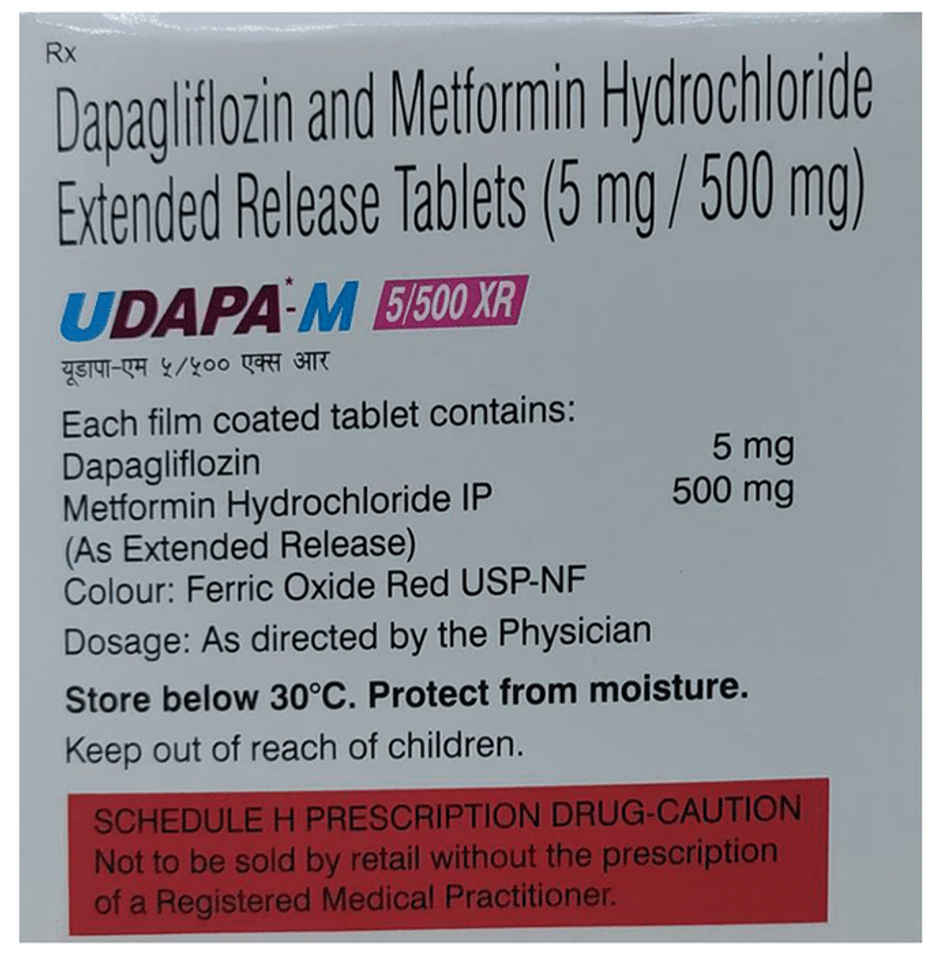 Rx
Dapagliflozin and Metformin Hydrochloride
Extended Release Tablets (5 mg / 500 mg)
UDAPA*-M 5/500 XR
यूडापा-एम ५/५०० एक्स आर
Each film coated tablet contains:
Dapagliflozin 5 mg
Metformin Hydrochloride IP 500 mg
(As Extended Release)
Colour: Ferric Oxide Red USP-NF
Dosage: As directed by the Physician
Store below 30°C. Protect from moisture.
Keep out of reach of children.
SCHEDULE H PRESCRIPTION DRUG-CAUTION
Not to be sold by retail without the prescription
of a Registered Medical Practitioner.